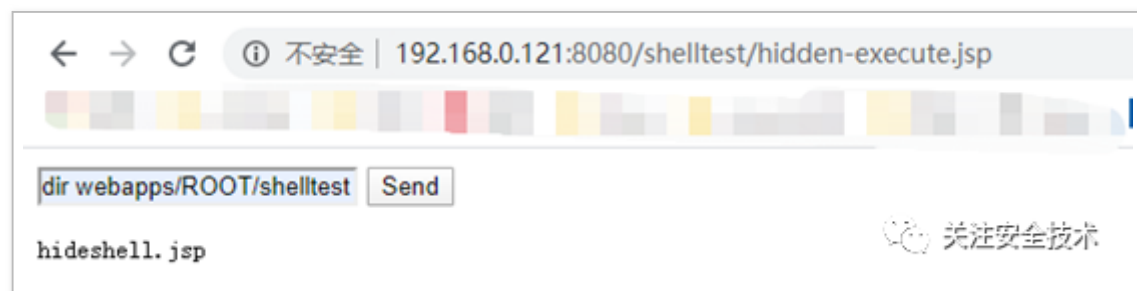 不安全 | 192.168.0.121:8080/shelltest/hidden-execute.jsp
dir webapps/ROOT/shelltest Send
hideshell.jsp
关注安全技术